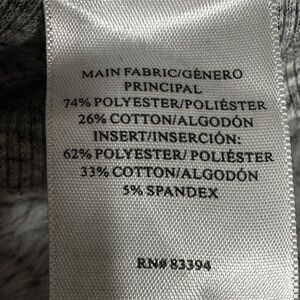 MAIN FABRIC/GÉNERO
PRINCIPAL
74% POLYESTER/POLIÉSTER
26% COTTON/ALGODÓN
INSERT/INSERCIÓN:
62% POLYESTER/ POLIÉSTER
33% COTTON/ALGODÓN
5% SPANDEX
RN# 83394